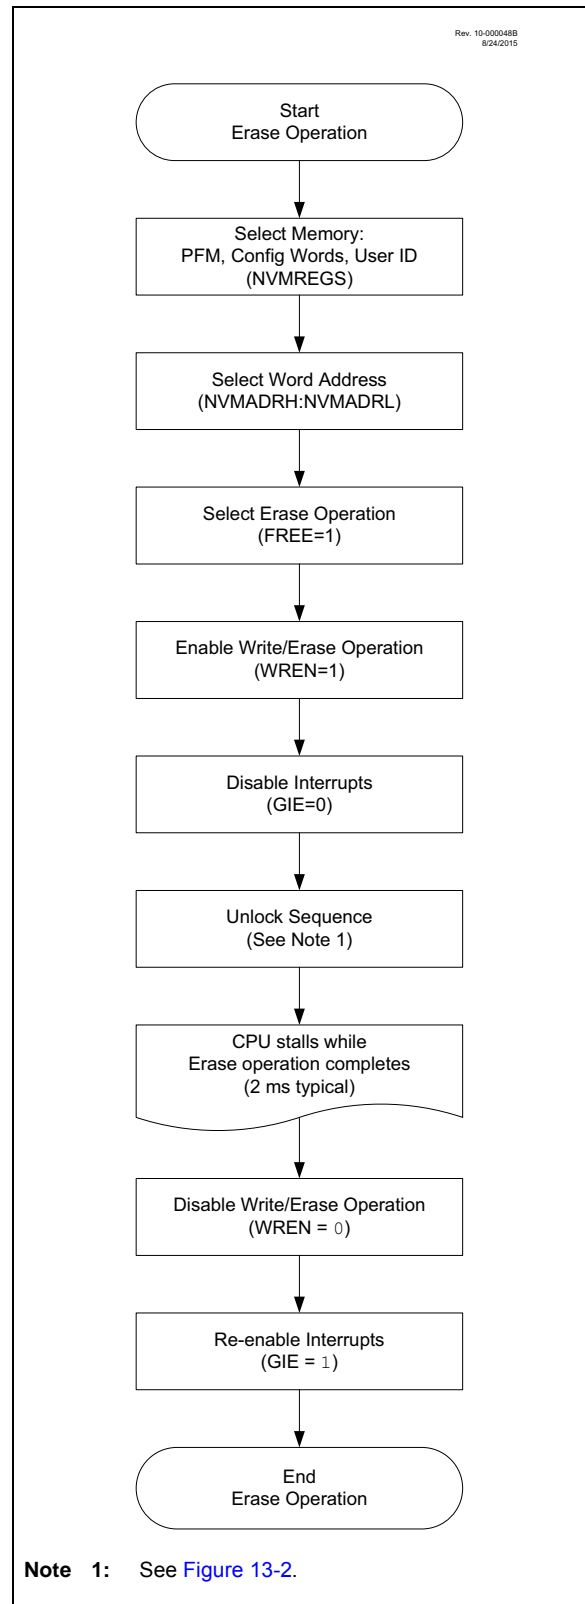 Rev. 10-000048B
8/24/2015
Start
Erase Operation
Select Memory:
PFM, Config Words, User ID
(NVMREGS)
Select Word Address
(NVMADRH:NVMADRL)
Select Erase Operation
(FREE=1)
Enable Write/Erase Operation
(WREN=1)
Disable Interrupts
(GIE=0)
Unlock Sequence
(See Note 1)
CPU stalls while
Erase operation completes
(2 ms typical)
Disable Write/Erase Operation
(WREN = 0)
Re-enable Interrupts
(GIE = 1)
End
Erase Operation
Note 1: See Figure 13-2.